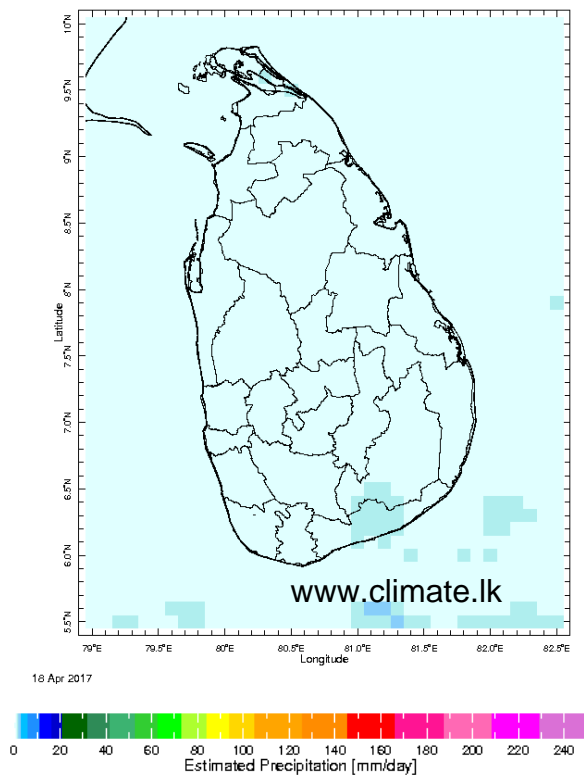 10°N
9.5°N
9°N
8.5°N
8°N
7.5°N
7.0°N
6.5°N
6.0°N
5.5°N
Latitude
www.climate.lk
79°E 79.5°E 80°E 80.5°E 81°E 81.5°E 82.0°E 82.5°E
Longitude
18 Apr 2017
0 20 40 60 80 100 120 140 160 180 200 220 240
Estimated Precipitation [mm/day]